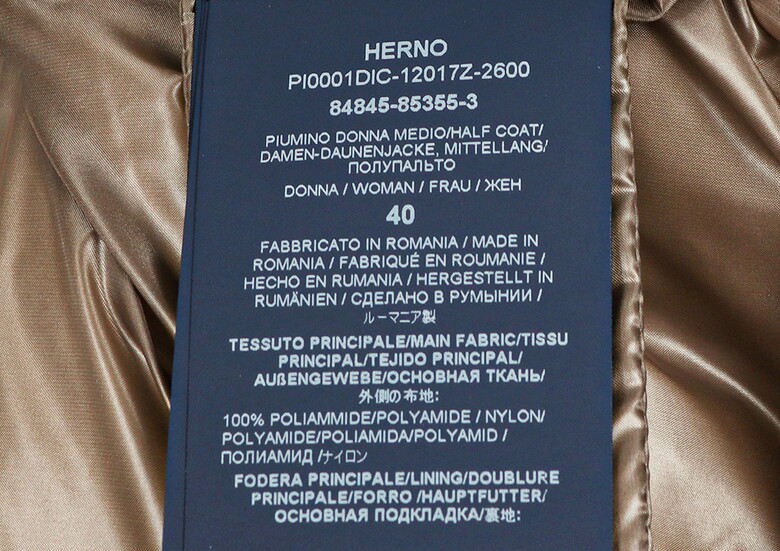 HERNO
PI0001DIC-12017Z-2600
84845-85355-3
PIUMINO DONNA MEDIO/HALF COAT/
DAMEN-DAUNENJACKE, MITTELLANG/
ПОЛУПАЛЬТО
DONNA / WOMAN / FRAU / ЖЕН
40
FABBRICATO IN ROMANIA / MADE IN
ROMANIA / FABRIQUÉ EN ROUMANIE /
HECHO EN RUMANIA / HERGESTELLT IN
RUMÄNIEN / СДЕЛАНО В РУМЫНИИ /
ルーマニア製
TESSUTO PRINCIPALE/MAIN FABRIC/TISSU
PRINCIPAL/TEJIDO PRINCIPAL/
AUßENGEWEBE/ОСНОВНАЯ ТКАНЬ/
外側の布地:
100% POLIAMMIDE/POLYAMIDE / NYLON/
POLYAMIDE/POLIAMIDA/POLYAMID /
ПОЛИАМИД /ナイロン
FODERA PRINCIPALE/LINING/DOUBLURE
PRINCIPALE/FORRO /HAUPTFUTTER/
ОСНОВНАЯ ПОДКЛАДКА/裏地: